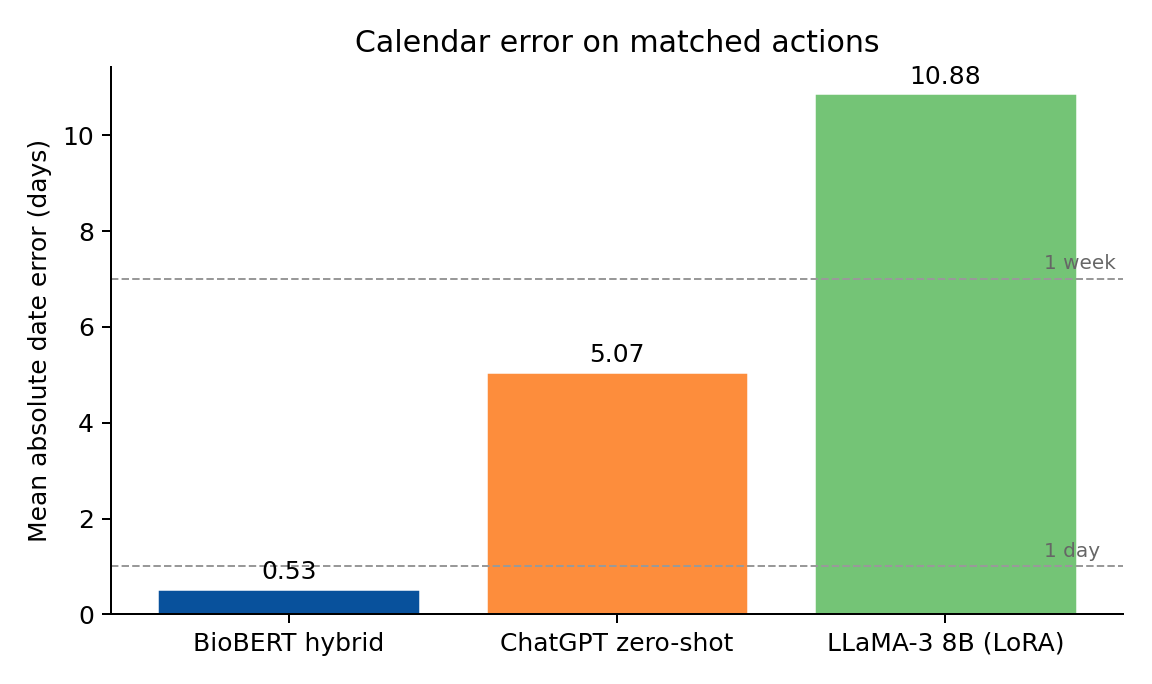 Calendar error on matched actions
Mean absolute date error (days)
10
8
6
4
2
0
10.88
1 week
5.07
1 day
0.53
BioBERT hybrid
ChatGPT zero-shot
LLaMA-3 8B (LoRA)